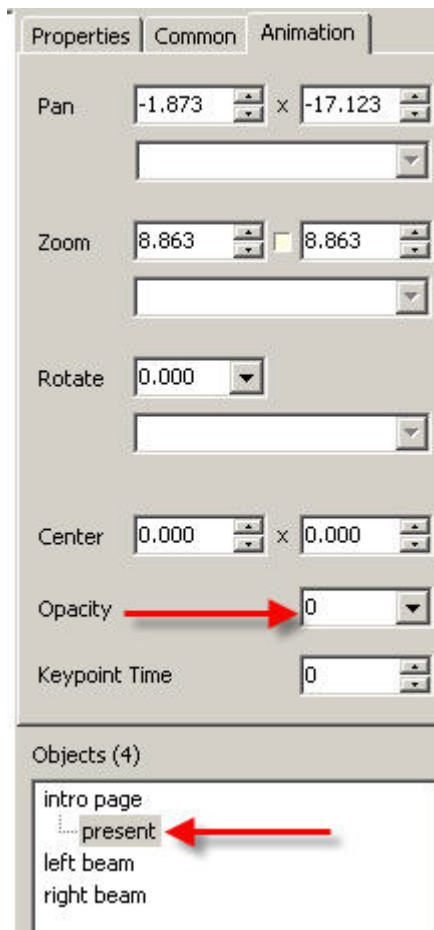 Properties Common Animation
Pan -1.873 x -17.123
Zoom 8.863 8.863
Rotate 0.000
Center 0.000 x 0.000
Opacity 0
Keypoint Time 0
Objects (4)
intro page
present
left beam
right beam